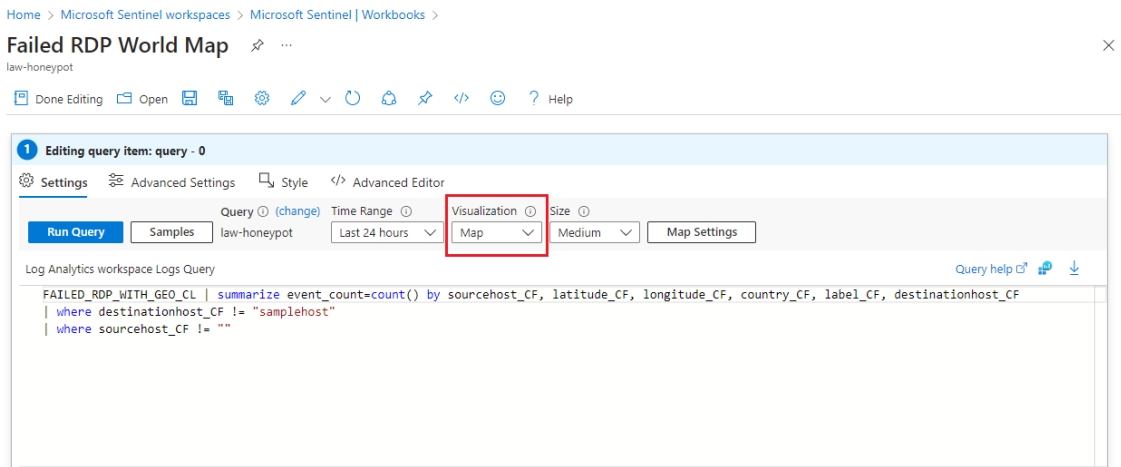 Home > Microsoft Sentinel workspaces > Microsoft Sentinel | Workbooks >
Failed RDP World Map ...
law-honeypot
Done Editing Open Help
1 Editing query item: query - 0
Settings Advanced Settings Style </> Advanced Editor
Query (change) Time Range Visualization Size
Run Query Samples law-honeypot Last 24 hours Map Medium Map Settings
Log Analytics workspace Logs Query Query help
FAILED_RDP_WITH_GEO_CL | summarize event_count=count() by sourcehost_CF, latitude_CF, longitude_CF, country_CF, label_CF, destinationhost_CF
| where destinationhost_CF != "samplehost"
| where sourcehost_CF != ""